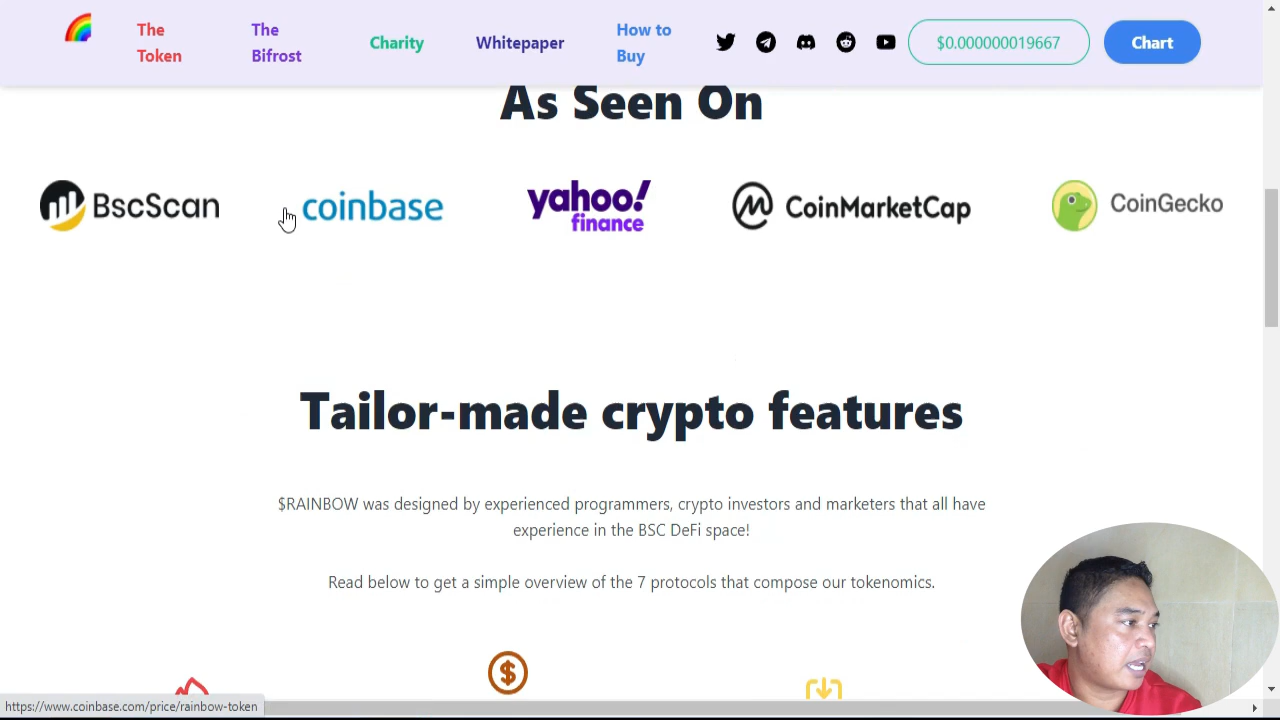 The Token
The Bifrost
Charity
Whitepaper
How to Buy
$0.000000019667
Chart
As Seen On
BscScan
coinbase
yahoo! finance
CoinMarketCap
CoinGecko
Tailor-made crypto features
$RAINBOW was designed by experienced programmers, crypto investors and marketers that all have
experience in the BSC DeFi space!
Read below to get a simple overview of the 7 protocols that compose our tokenomics.
https://www.coinbase.com/price/rainbow-token